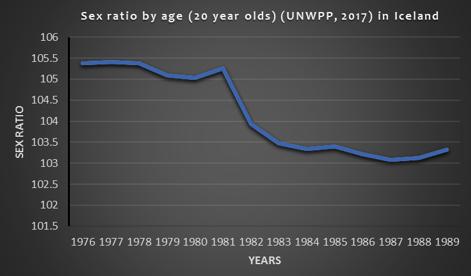 Sex ratio by age (20 year olds) (UNWPP, 2017) in Iceland
106
105.5
105
104.5
104
103.5
103
102.5
102
101.5
SEX RATIO
1976 1977 1978 1979 1980 1981 1982 1983 1984 1985 1986 1987 1988 1989
YEARS